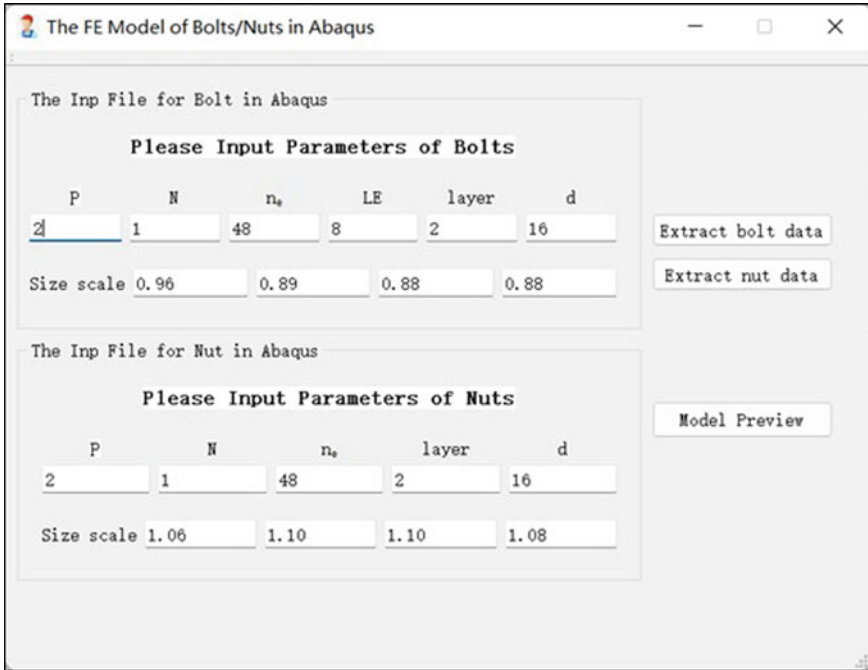 The FE Model of Bolts/Nuts in Abaqus
The Inp File for Bolt in Abaqus
Please Input Parameters of Bolts
P N nₑ LE layer d
2 1 48 8 2 16
Size scale 0.96 0.89 0.88 0.88
Extract bolt data
Extract nut data
The Inp File for Nut in Abaqus
Please Input Parameters of Nuts
P N nₑ layer d
2 1 48 2 16
Size scale 1.06 1.10 1.10 1.08
Model Preview